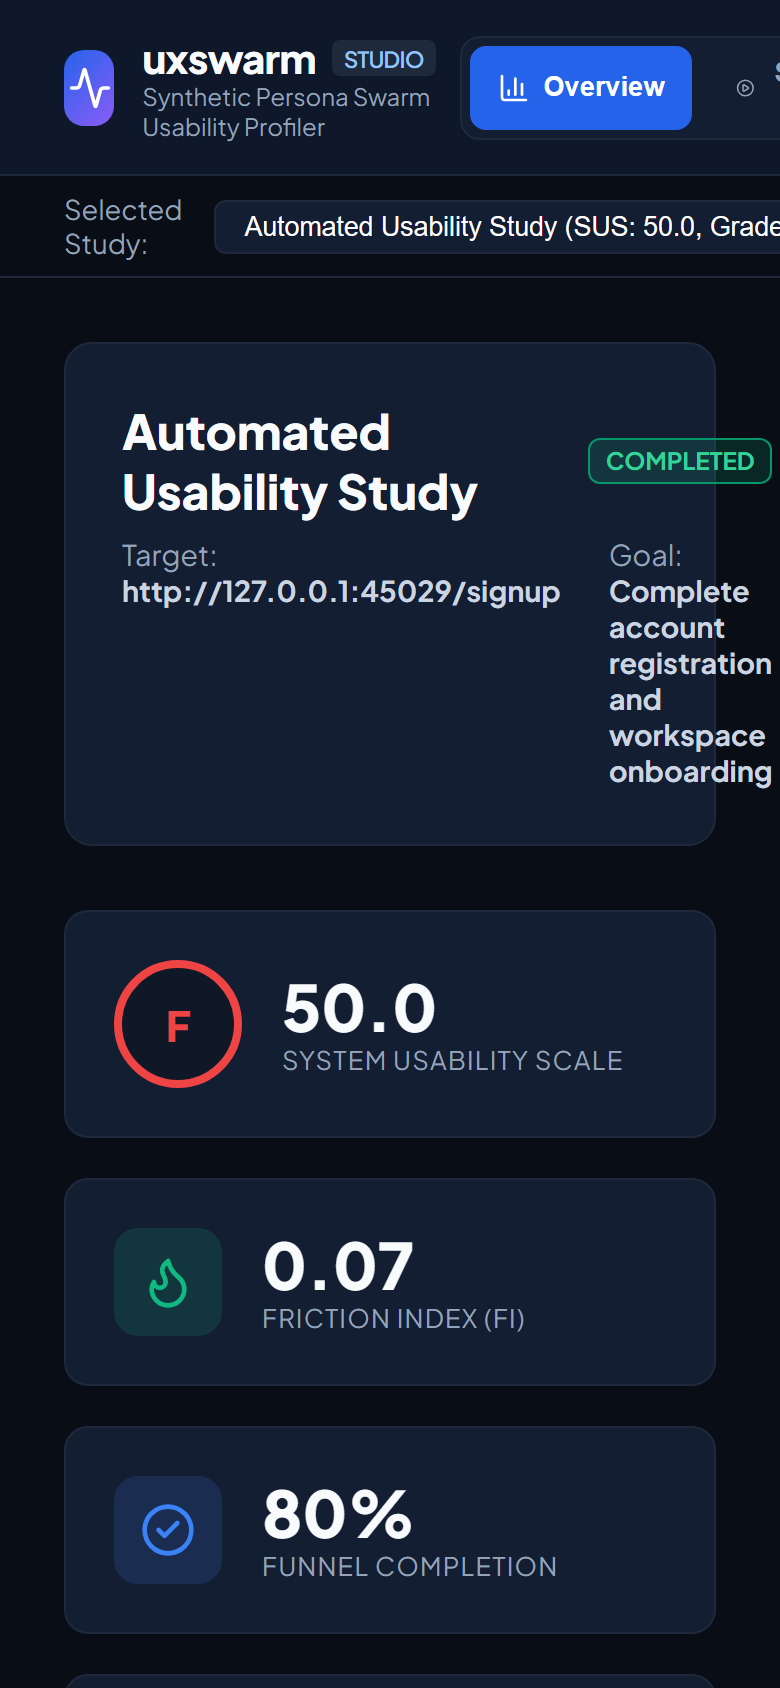 uxswarm STUDIO
Synthetic Persona Swarm
Usability Profiler
Overview
Selected
Study:
Automated Usability Study (SUS: 50.0, Grade
Automated
Usability Study
COMPLETED
Target:
http://127.0.0.1:45029/signup
Goal:
Complete
account
registration
and
workspace
onboarding
F
50.0
SYSTEM USABILITY SCALE
0.07
FRICTION INDEX (FI)
80%
FUNNEL COMPLETION